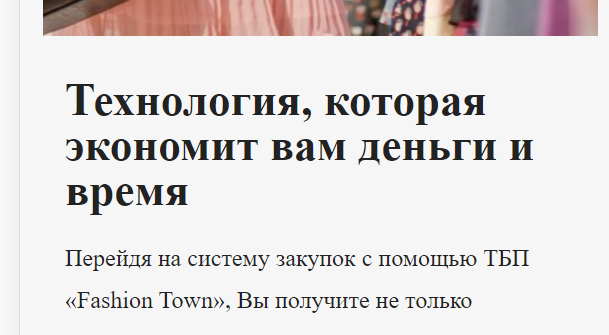 Технология, которая
экономит вам деньги и
время
Перейдя на систему закупок с помощью ТБП
«Fashion Town», Вы получите не только